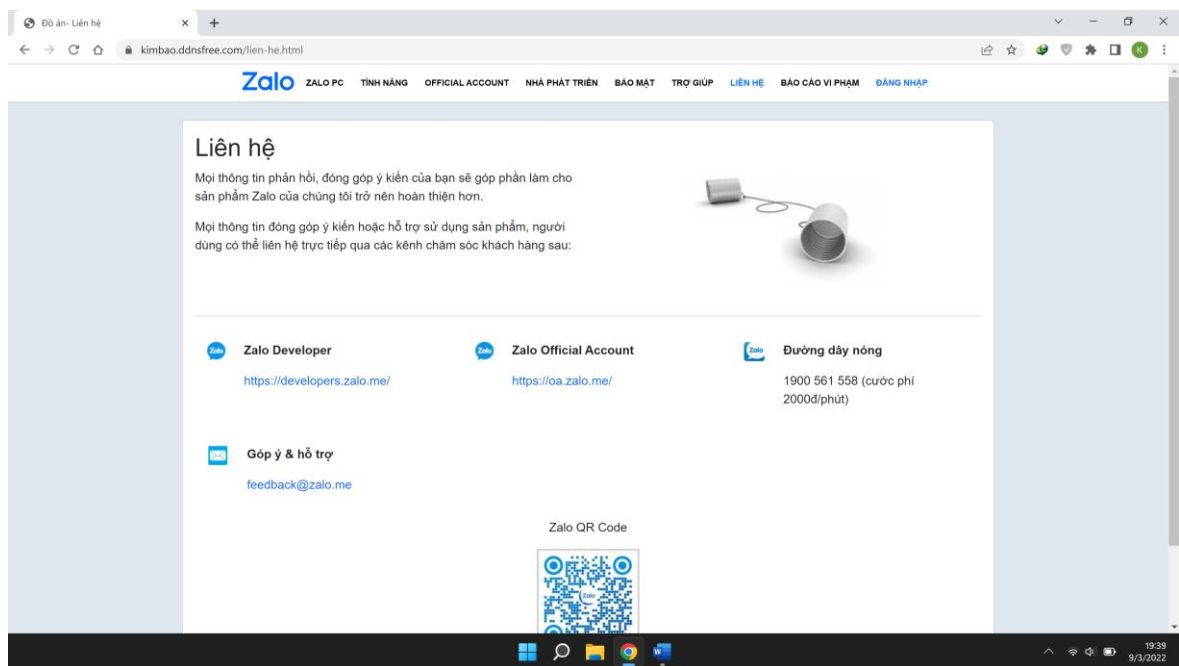 Đồ án- Liên hệ
kimbao.ddnsfree.com/lien-he.html
K
Zalo ZALO PC TÍNH NĂNG OFFICIAL ACCOUNT NHÀ PHÁT TRIỂN BẢO MẬT TRỢ GIÚP LIÊN HỆ BÁO CÁO VI PHẠM ĐĂNG NHẬP
Liên hệ
Mọi thông tin phản hồi, đóng góp ý kiến của bạn sẽ góp phần làm cho
sản phẩm Zalo của chúng tôi trở nên hoàn thiện hơn.
Mọi thông tin đóng góp ý kiến hoặc hỗ trợ sử dụng sản phẩm, người
dùng có thể liên hệ trực tiếp qua các kênh chăm sóc khách hàng sau:
Zalo Zalo Developer
https://developers.zalo.me/
Zalo Zalo Official Account
https://oa.zalo.me/
Zalo Đường dây nóng
1900 561 558 (cước phí
2000đ/phút)
Góp ý & hỗ trợ
feedback@zalo.me
Zalo QR Code
Zalo
W
19:39
9/3/2022